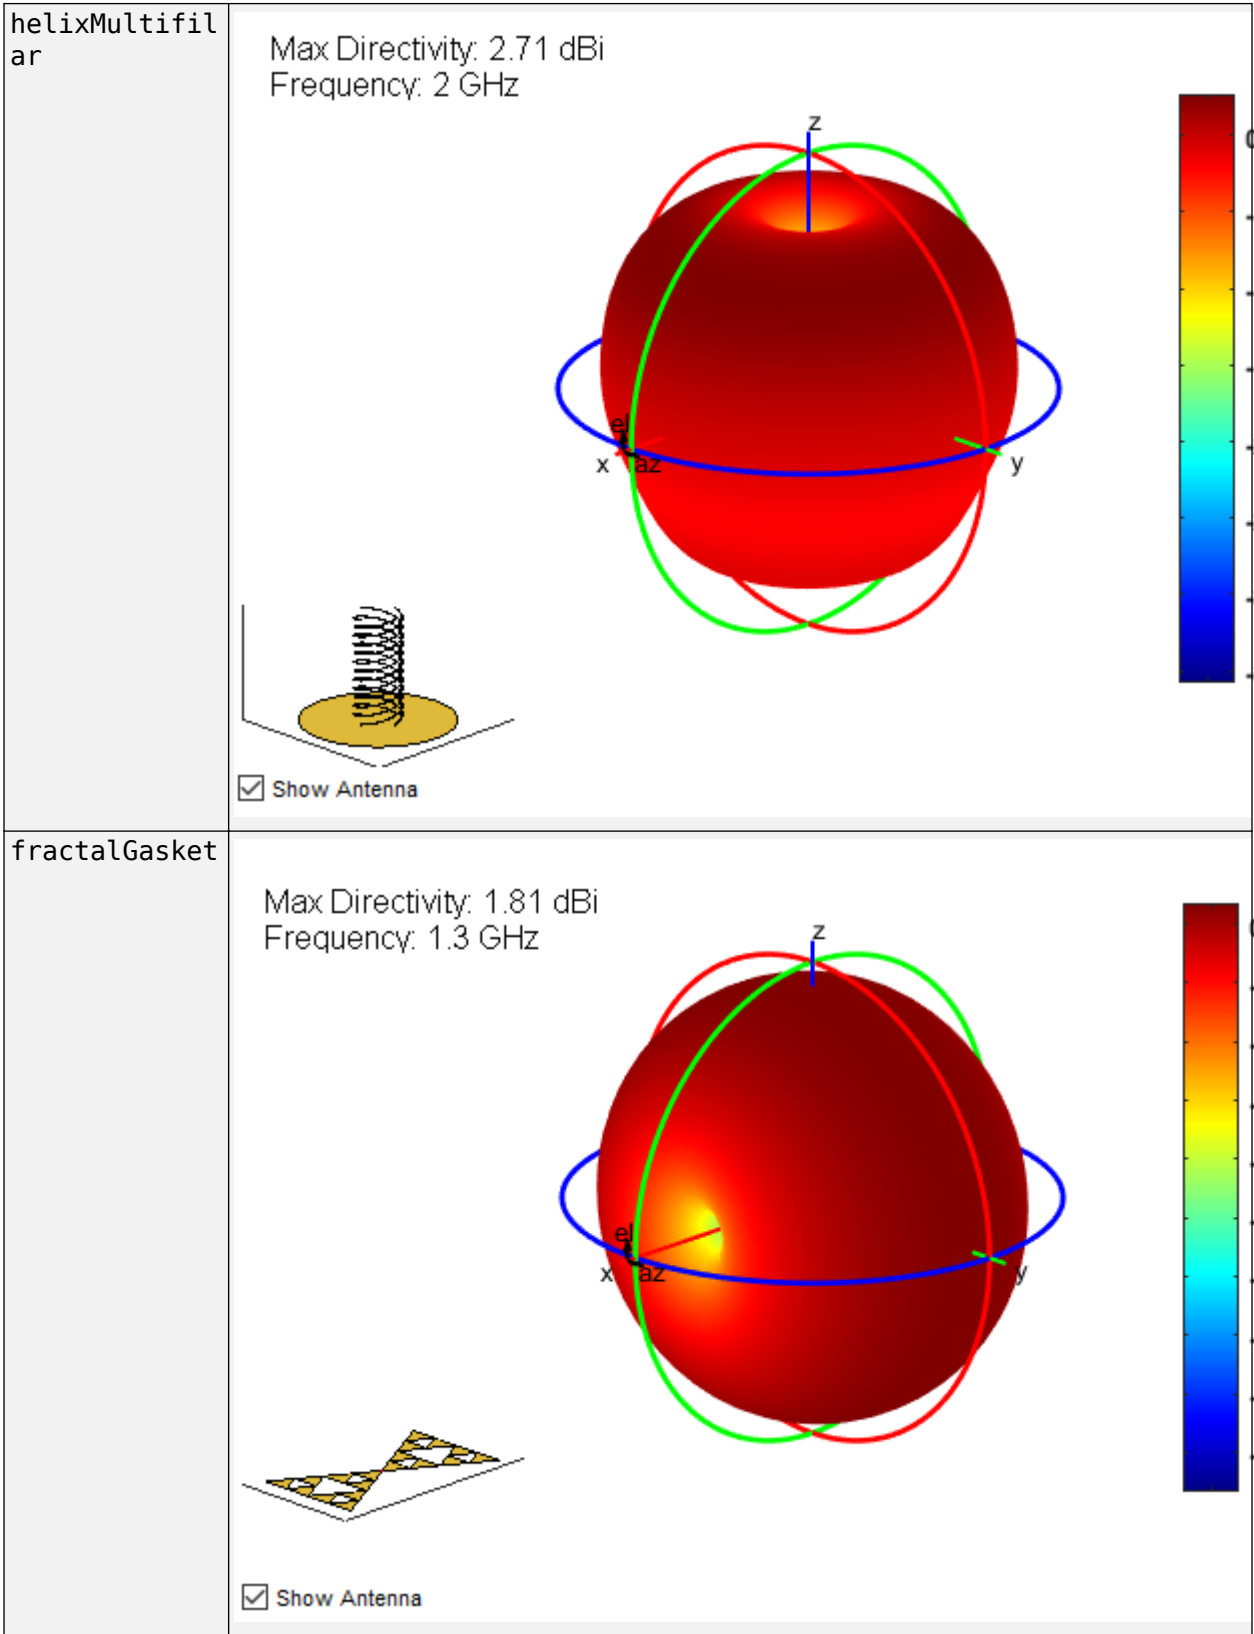 helixMultifil
ar
Max Directivity: 2.71 dBi
Frequency: 2 GHz
z
el
x
az
y
Show Antenna
fractalGasket
Max Directivity: 1.81 dBi
Frequency: 1.3 GHz
z
el
x
az
y
Show Antenna